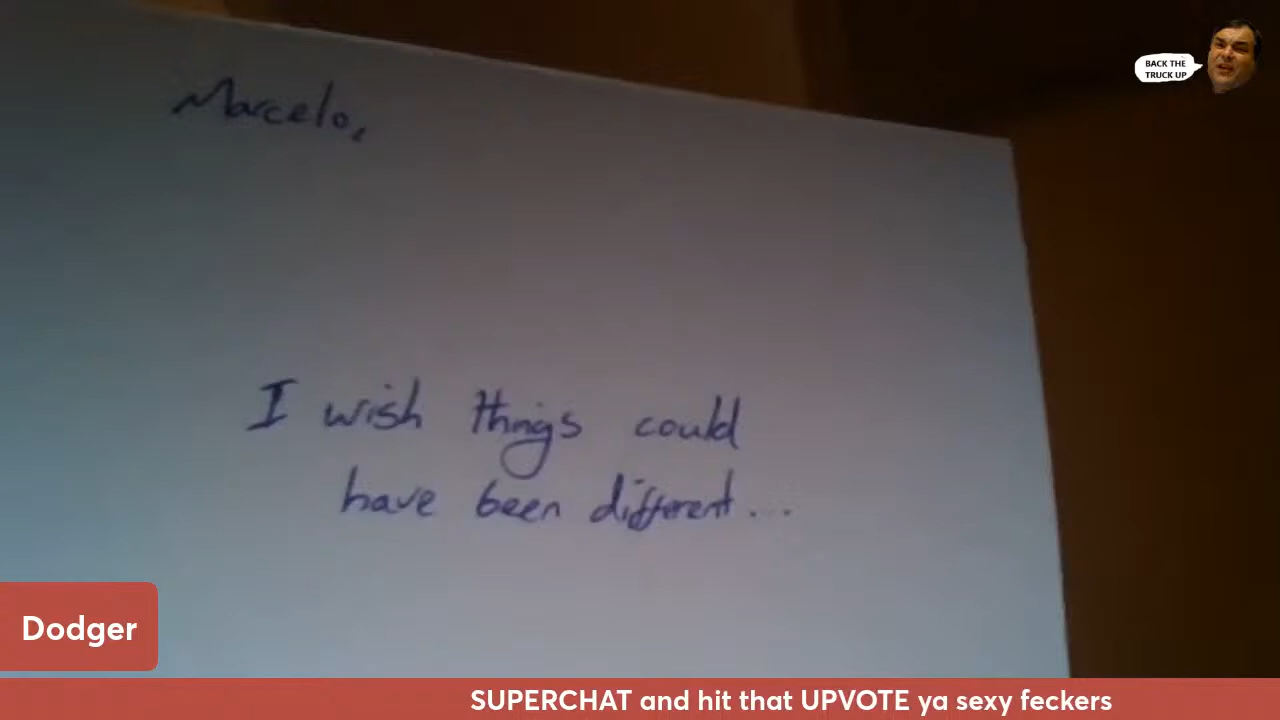 BACK THE
TRUCK UP
Marcelo,
I wish things could
have been different...
Dodger
SUPERCHAT and hit that UPVOTE ya sexy feckers